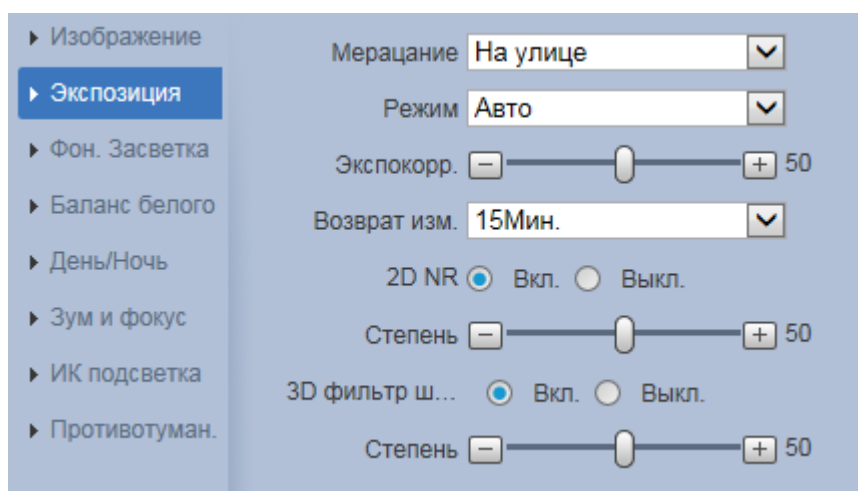 Изображение
Экспозиция
Фон. Засветка
Баланс белого
День/Ночь
Зум и фокус
ИК подсветка
Противотуман.
Мерацание На улице
Режим Авто
Экспокорр. 50
Возврат изм. 15Мин.
2D NR Вкл. Выкл.
Степень 50
3D фильтр ш... Вкл. Выкл.
Степень 50